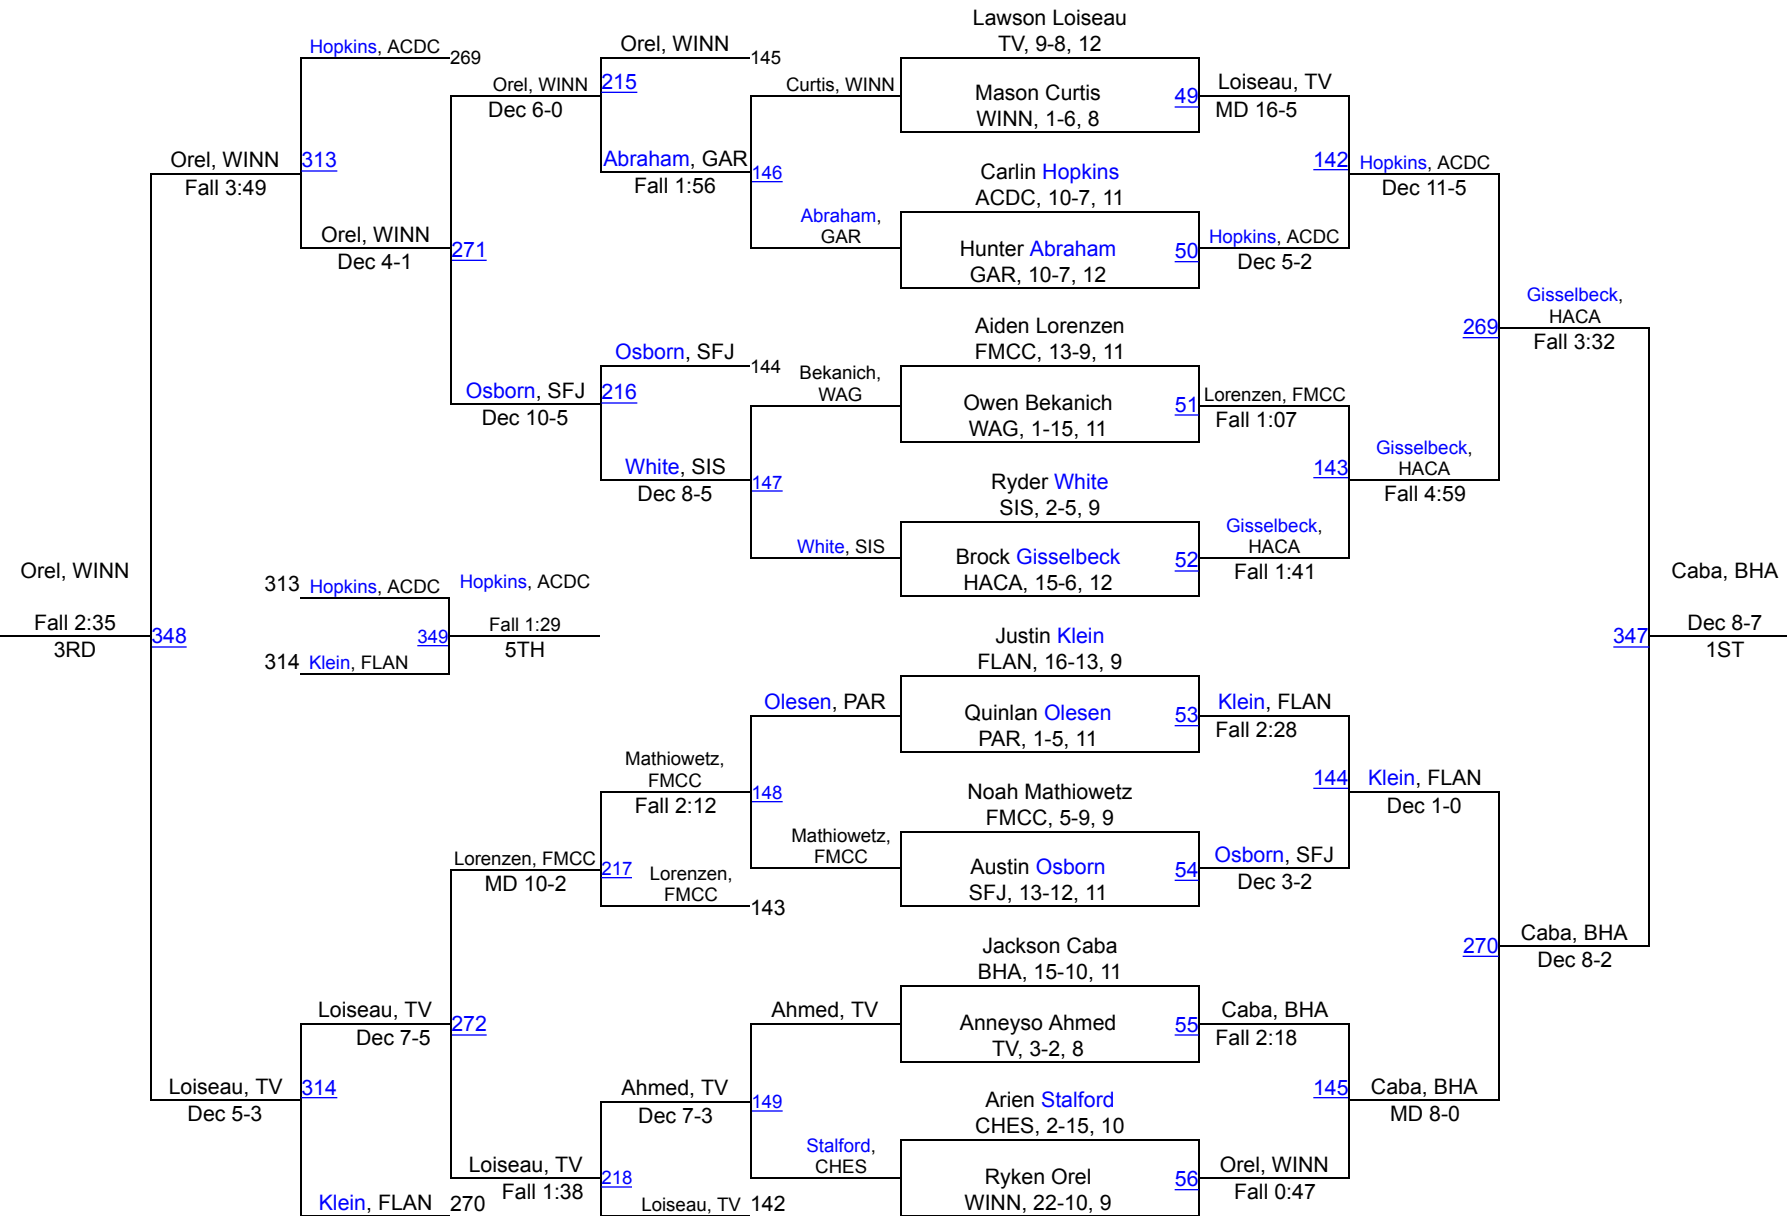 Lawson Loiseau
TV, 9-8, 12
Hopkins, ACDC 269
Orel, WINN 145
Orel, WINN 215
Dec 6-0
Curtis, WINN
Mason Curtis
WINN, 1-6, 8
49 Loiseau, TV
MD 16-5
Orel, WINN 313
Fall 3:49
Abraham, GAR 146
Fall 1:56
Carlin Hopkins
ACDC, 10-7, 11
142 Hopkins, ACDC
Dec 11-5
Orel, WINN 271
Dec 4-1
Abraham,
GAR
Hunter Abraham
GAR, 10-7, 12
50 Hopkins, ACDC
Dec 5-2
Gisselbeck,
HACA
269 Fall 3:32
Aiden Lorenzen
FMCC, 13-9, 11
Osborn, SFJ 144
Osborn, SFJ 216
Dec 10-5
Bekanich,
WAG
Owen Bekanich
WAG, 1-15, 11
51 Lorenzen, FMCC
Fall 1:07
White, SIS 147
Dec 8-5
Ryder White
SIS, 2-5, 9
143 Gisselbeck,
HACA
Fall 4:59
White, SIS
Brock Gisselbeck
HACA, 15-6, 12
52 Gisselbeck,
HACA
Fall 1:41
Orel, WINN
Fall 2:35 348
3RD
313 Hopkins, ACDC
Hopkins, ACDC
349 Fall 1:29
5TH
314 Klein, FLAN
Caba, BHA
347 Dec 8-7
1ST
Justin Klein
FLAN, 16-13, 9
Olesen, PAR
Quinlan Olesen
PAR, 1-5, 11
53 Klein, FLAN
Fall 2:28
Mathiowetz,
FMCC
Fall 2:12 148
Noah Mathiowetz
FMCC, 5-9, 9
144 Klein, FLAN
Dec 1-0
Mathiowetz,
FMCC
Austin Osborn
SFJ, 13-12, 11
54 Osborn, SFJ
Dec 3-2
Lorenzen, FMCC 217
MD 10-2
Lorenzen,
FMCC
143
Jackson Caba
BHA, 15-10, 11
270 Caba, BHA
Dec 8-2
Loiseau, TV 272
Dec 7-5
Ahmed, TV
Anneyso Ahmed
TV, 3-2, 8
55 Caba, BHA
Fall 2:18
Loiseau, TV 314
Dec 5-3
Ahmed, TV 149
Dec 7-3
Arien Stalford
CHES, 2-15, 10
145 Caba, BHA
MD 8-0
Stalford,
CHES
Loiseau, TV 218
Fall 1:38
Ryken Orel
WINN, 22-10, 9
56 Orel, WINN
Fall 0:47
Klein, FLAN 270
Loiseau, TV 142